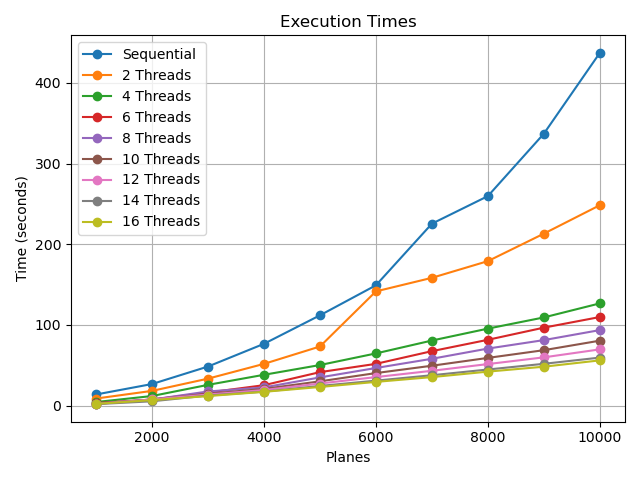 Execution Times
Sequential
2 Threads
4 Threads
6 Threads
8 Threads
10 Threads
12 Threads
14 Threads
16 Threads
Time (seconds)
400
300
200
100
0
2000 4000 6000 8000 10000
Planes